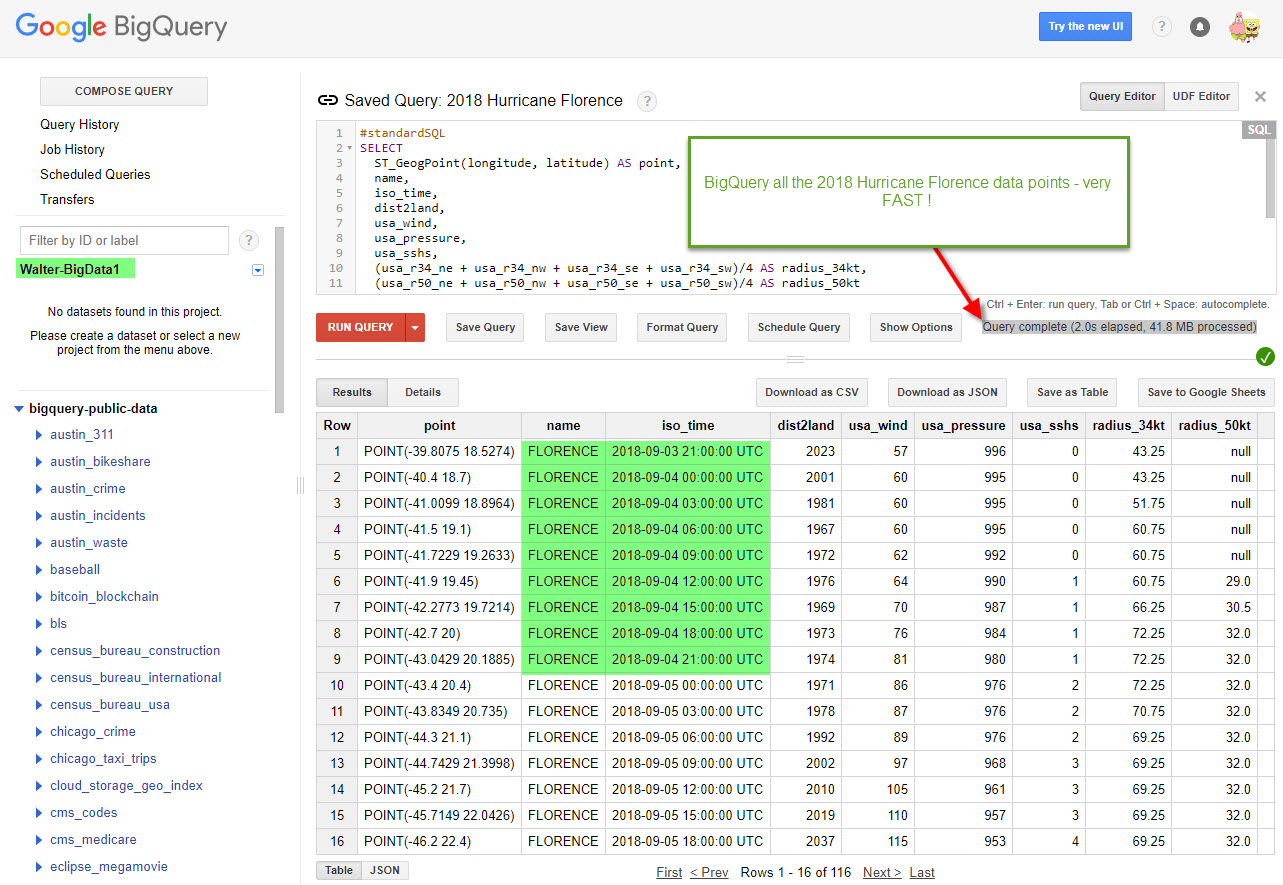 Google BigQuery
Try the new UI
?
COMPOSE QUERY
Query History
Job History
Scheduled Queries
Transfers
Filter by ID or label
?
Walter-BigData1
No datasets found in this project.
Please create a dataset or select a new
project from the menu above.
bigquery-public-data
austin_311
austin_bikeshare
austin_crime
austin_incidents
austin_waste
baseball
bitcoin_blockchain
bls
census_bureau_construction
census_bureau_international
census_bureau_usa
chicago_crime
chicago_taxi_trips
cloud_storage_geo_index
cms_codes
cms_medicare
eclipse_megamovie
Saved Query: 2018 Hurricane Florence ?
Query Editor UDF Editor
SQL
1 #standardSQL
2 SELECT
3 ST_GeogPoint(longitude, latitude) AS point,
4 name,
5 iso_time,
6 dist2land,
7 usa_wind,
8 usa_pressure,
9 usa_sshs,
10 (usa_r34_ne + usa_r34_nw + usa_r34_se + usa_r34_sw)/4 AS radius_34kt,
11 (usa_r50_ne + usa_r50_nw + usa_r50_se + usa_r50_sw)/4 AS radius_50kt
BigQuery all the 2018 Hurricane Florence data points - very
FAST !
Ctrl + Enter: run query, Tab or Ctrl + Space: autocomplete.
RUN QUERY Save Query Save View Format Query Schedule Query Show Options Query complete (2.0s elapsed, 41.8 MB processed)
Results Details Download as CSV Download as JSON Save as Table Save to Google Sheets
Row point name iso_time dist2land usa_wind usa_pressure usa_sshs radius_34kt radius_50kt
1 POINT(-39.8075 18.5274) FLORENCE 2018-09-03 21:00:00 UTC 2023 57 996 0 43.25 null
2 POINT(-40.4 18.7) FLORENCE 2018-09-04 00:00:00 UTC 2001 60 995 0 43.25 null
3 POINT(-41.0099 18.8964) FLORENCE 2018-09-04 03:00:00 UTC 1981 60 995 0 51.75 null
4 POINT(-41.5 19.1) FLORENCE 2018-09-04 06:00:00 UTC 1967 60 995 0 60.75 null
5 POINT(-41.7229 19.2633) FLORENCE 2018-09-04 09:00:00 UTC 1972 62 992 0 60.75 null
6 POINT(-41.9 19.45) FLORENCE 2018-09-04 12:00:00 UTC 1976 64 990 1 60.75 29.0
7 POINT(-42.2773 19.7214) FLORENCE 2018-09-04 15:00:00 UTC 1969 70 987 1 66.25 30.5
8 POINT(-42.7 20) FLORENCE 2018-09-04 18:00:00 UTC 1973 76 984 1 72.25 32.0
9 POINT(-43.0429 20.1885) FLORENCE 2018-09-04 21:00:00 UTC 1974 81 980 1 72.25 32.0
10 POINT(-43.4 20.4) FLORENCE 2018-09-05 00:00:00 UTC 1971 86 976 2 72.25 32.0
11 POINT(-43.8349 20.735) FLORENCE 2018-09-05 03:00:00 UTC 1978 87 976 2 70.75 32.0
12 POINT(-44.3 21.1) FLORENCE 2018-09-05 06:00:00 UTC 1992 89 976 2 69.25 32.0
13 POINT(-44.7429 21.3998) FLORENCE 2018-09-05 09:00:00 UTC 2002 97 968 3 69.25 32.0
14 POINT(-45.2 21.7) FLORENCE 2018-09-05 12:00:00 UTC 2010 105 961 3 69.25 32.0
15 POINT(-45.7149 22.0426) FLORENCE 2018-09-05 15:00:00 UTC 2019 110 957 3 69.25 32.0
16 POINT(-46.2 22.4) FLORENCE 2018-09-05 18:00:00 UTC 2037 115 953 4 69.25 32.0
Table JSON First < Prev Rows 1 - 16 of 116 Next > Last